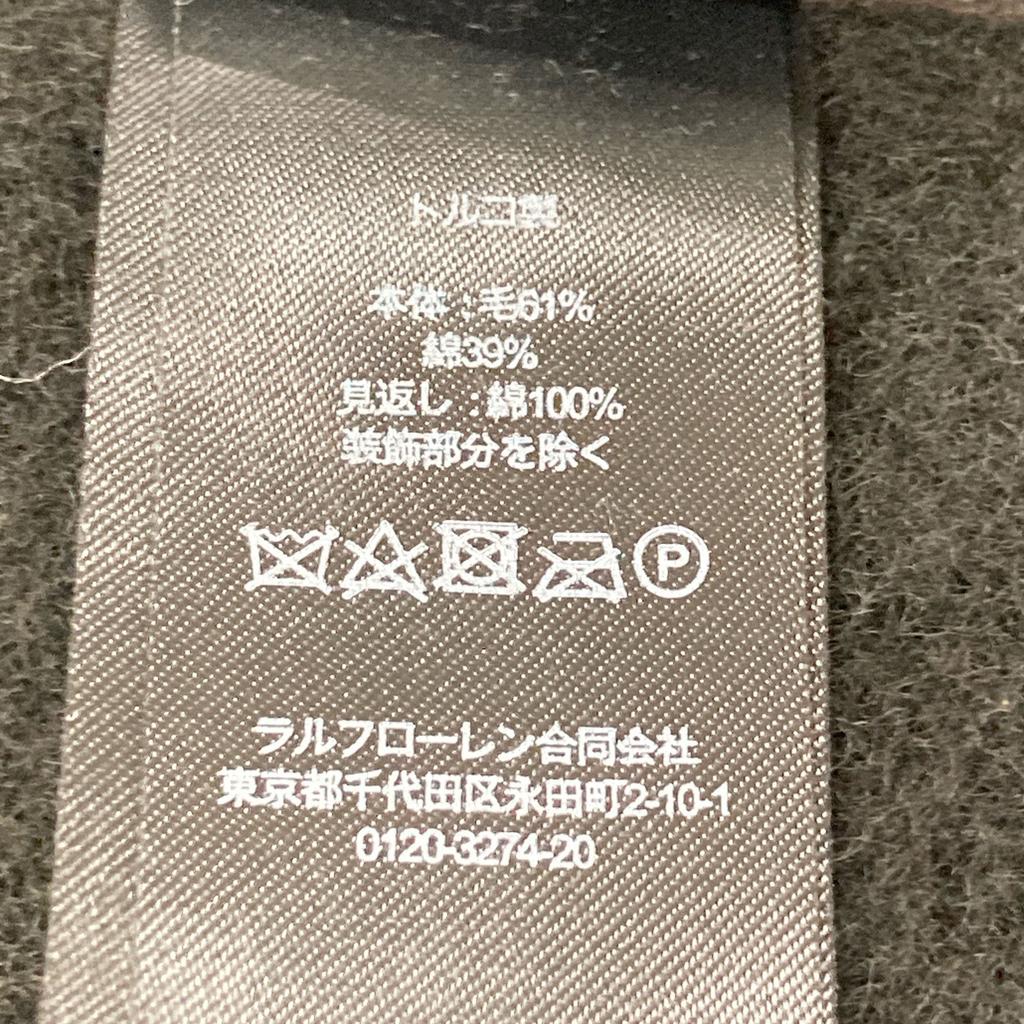 トルコ製
本体 : 毛61%
綿39%
見返し : 綿100%
装飾部分を除く
P
ラルフローレン合同会社
東京都千代田区永田町2-10-1
0120-3274-20